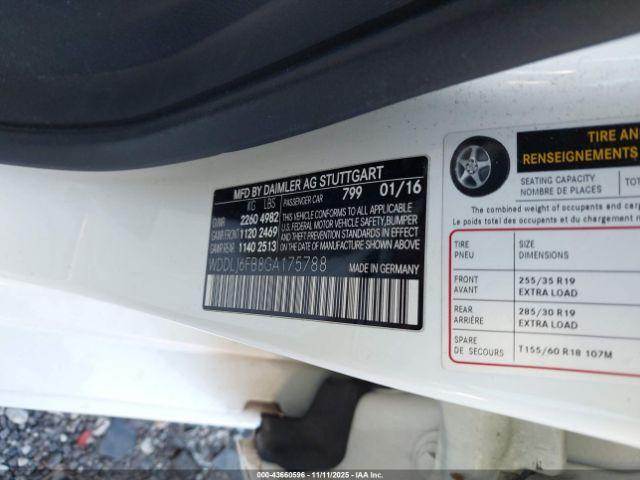 MFD BY DAIMLER AG STUTTGART
KG LBS PASSENGER CAR 799 01/16
GVWR 2260 4982
GAWR FRONT 1120 2469
GAWR REAR 1140 2513
THIS VEHICLE CONFORMS TO ALL APPLICABLE
U.S. FEDERAL MOTOR VEHICLE SAFETY, BUMPER
AND THEFT PREVENTION STANDARDS IN EFFECT
ON THE DATE OF MANUFACTURE SHOWN ABOVE.
WDDLJ6FB8GA175788
MADE IN GERMANY
TIRE AN
RENSEIGNEMENTS
SEATING CAPACITY
NOMBRE DE PLACES
TOT
The combined weight of occupants and car
Le poids total des occupants et du chargement
TIRE SIZE
PNEU DIMENSIONS
FRONT 255/35 R19
AVANT EXTRA LOAD
REAR 285/30 R19
ARRIÈRE EXTRA LOAD
SPARE
DE SECOURS T155/60 R18 107M
000-43660596 - 11/11/2025 - IAAHOLDINGS.COM